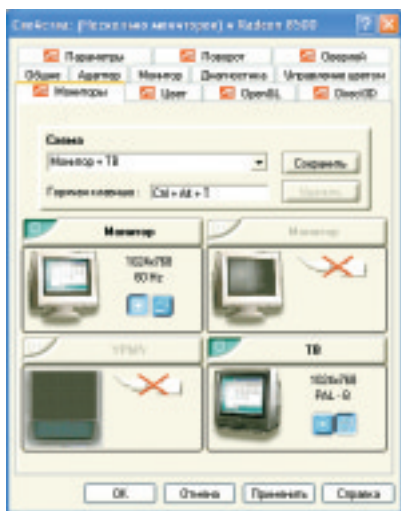 Свойства: (Несколько мониторов) и Radeon 8500
Параметры Поворот Оверлей
Общие Адаптер Монитор Диагностика Управление цветом
Мониторы Цвет OpenGL Direct3D
Схема
Монитор + ТВ Сохранить
Горячая клавиша: Ctrl + Alt + T Удалить
Монитор Монитор
1024x768
60 Hz
ТВ
1024x768
PAL - B
OK Отмена Применить Справка